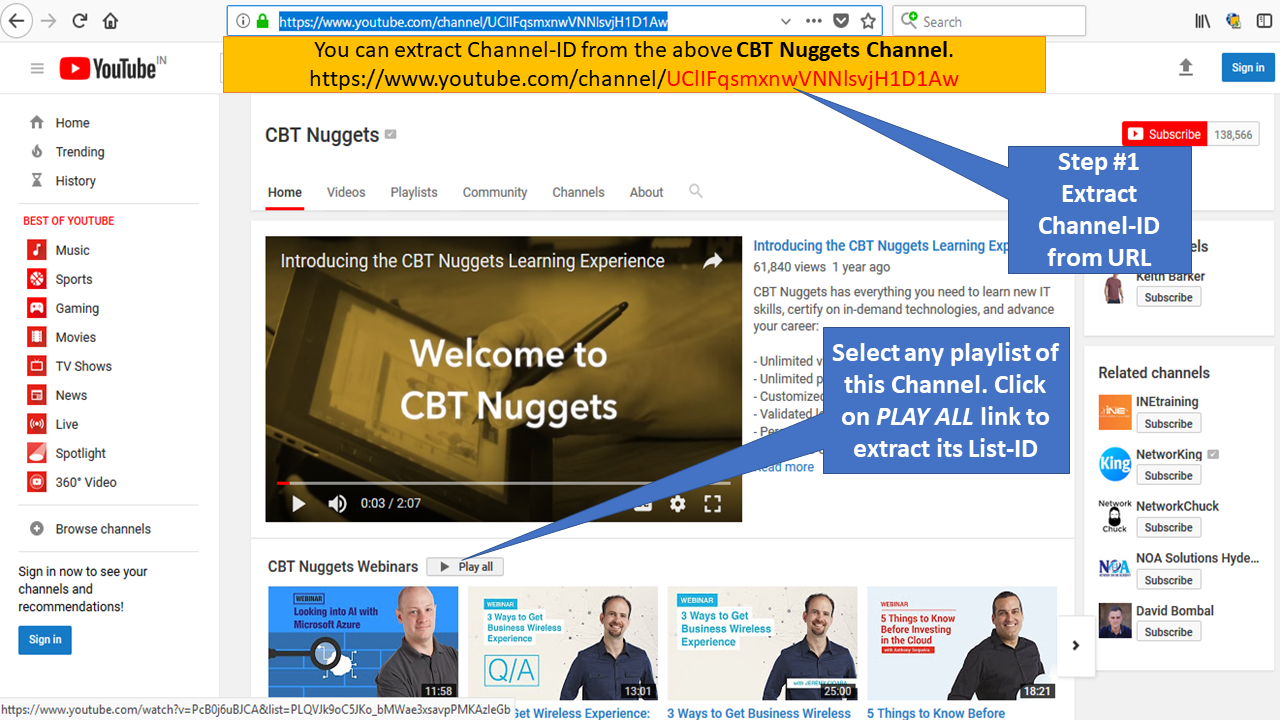 https://www.youtube.com/channel/UClIFqsmxnwVNNlsvjH1D1Aw
Search
You can extract Channel-ID from the above CBT Nuggets Channel.
https://www.youtube.com/channel/UClIFqsmxnwVNNlsvjH1D1Aw
YouTube IN
Sign in
Home
Trending
History
BEST OF YOUTUBE
Music
Sports
Gaming
Movies
TV Shows
News
Live
Spotlight
360° Video
Browse channels
Sign in now to see your
channels and
recommendations!
Sign in
CBT Nuggets
Subscribe 138,566
Home Videos Playlists Community Channels About
Step #1
Extract
Channel-ID
from URL
Introducing the CBT Nuggets Learning Experience
Welcome to
CBT Nuggets
0:03 / 2:07
Introducing the CBT Nuggets Learning Exp
61,840 views 1 year ago
CBT Nuggets has everything you need to learn new IT
skills, certify on in-demand technologies, and advance
your career:
- Unlimited v
- Unlimited p
- Customized
- Validated l
- Pe
Read more
Select any playlist of
this Channel. Click
on PLAY ALL link to
extract its List-ID
Keith Barker
Subscribe
Related channels
INEtraining
Subscribe
iNE
NetworKing
Subscribe
King
NetworkChuck
Subscribe
Network
Chuck
NOA Solutions Hyde...
Subscribe
NOA
David Bombal
Subscribe
CBT Nuggets Webinars Play all
WEBINAR
Looking into AI with
Microsoft Azure
11:58
WEBINAR
3 Ways to Get
Business Wireless
Experience
Q/A
13:01
WEBINAR
3 Ways to Get
Business Wireless
Experience
with JEREMY CIOARA
25:00
WEBINAR
5 Things to Know
Before Investing
in the Cloud
with Anthony Sequeira
18:21
https://www.youtube.com/watch?v=PcB0j6uBJCA&list=PLQVJk9oC5JKo_bMWae3xsavpPMKAzleGb
et Wireless Experience:
3 Ways to Get Business Wireless
5 Things to Know Before